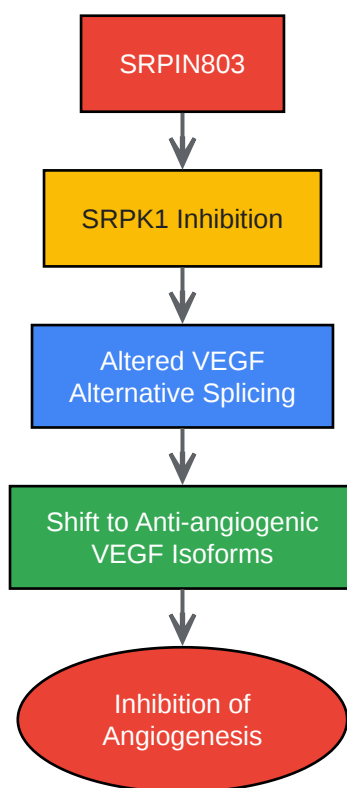 SRPIN803
SRPK1 Inhibition
Altered VEGF
Alternative Splicing
Shift to Anti-angiogenic
VEGF Isoforms
Inhibition of
Angiogenesis